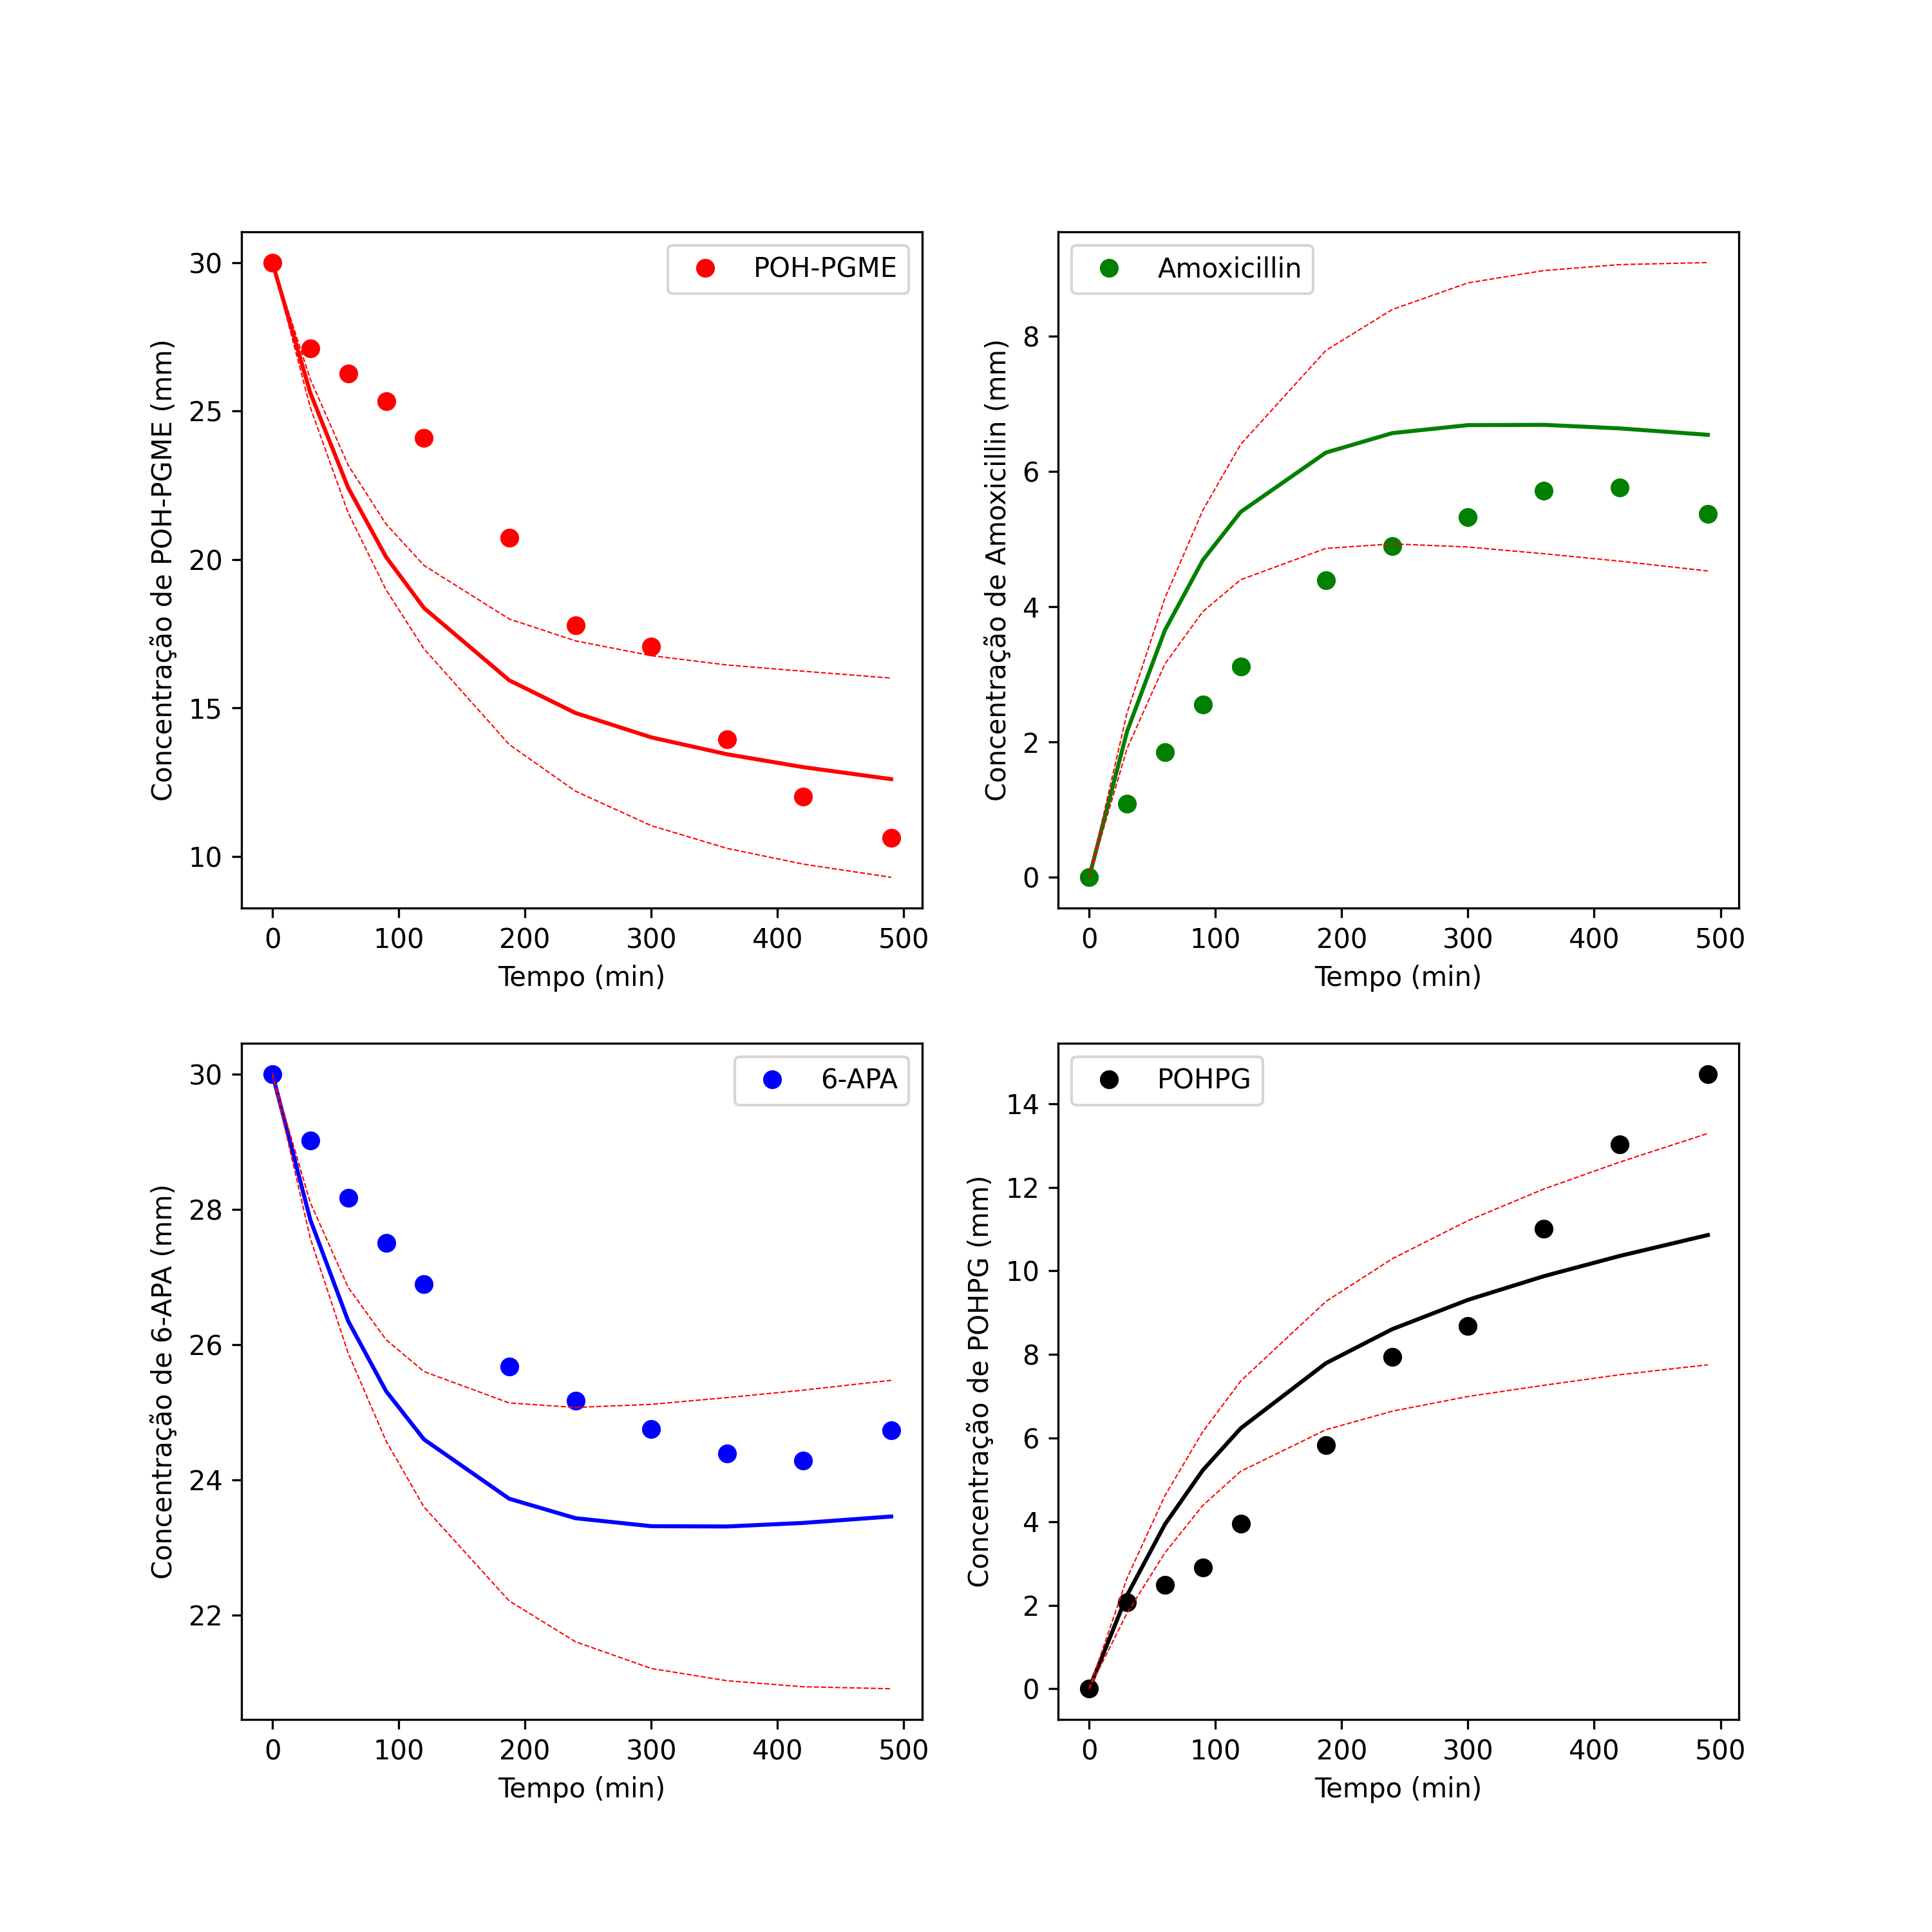 POH-PGME
Concentração de POH-PGME (mm)
30
25
20
15
10
0 100 200 300 400 500
Tempo (min)
Amoxicillin
Concentração de Amoxicillin (mm)
8
6
4
2
0
0 100 200 300 400 500
Tempo (min)
6-APA
Concentração de 6-APA (mm)
30
28
26
24
22
0 100 200 300 400 500
Tempo (min)
POHPG
Concentração de POHPG (mm)
14
12
10
8
6
4
2
0
0 100 200 300 400 500
Tempo (min)